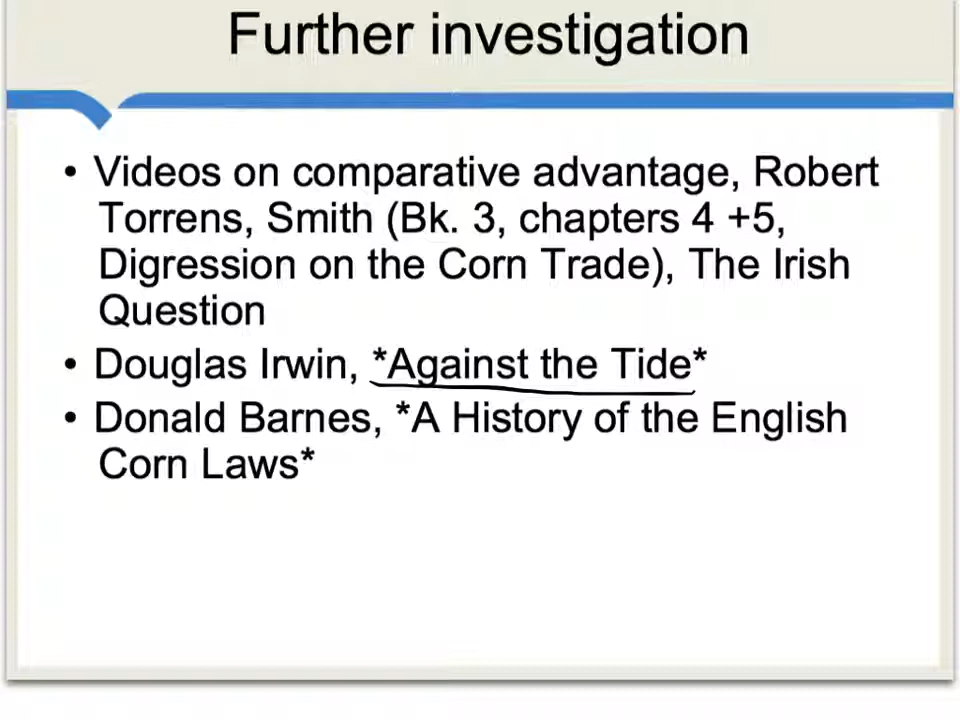 Further investigation
• Videos on comparative advantage, Robert
Torrens, Smith (Bk. 3, chapters 4 +5,
Digression on the Corn Trade), The Irish
Question
• Douglas Irwin, *Against the Tide*
• Donald Barnes, *A History of the English
Corn Laws*